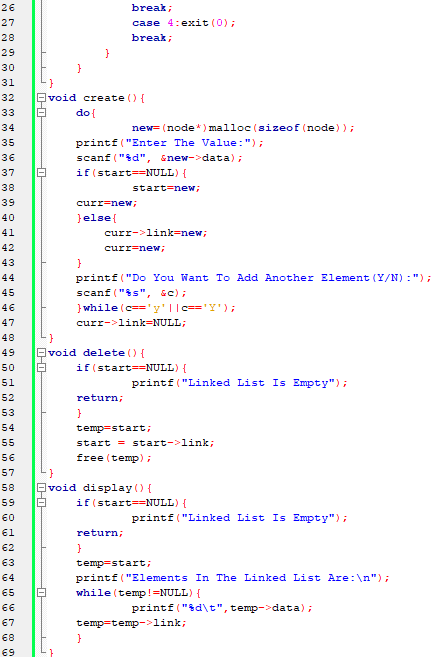 26 break;
27 case 4:exit(0);
28 break;
29 }
30 }
31 }
32 void create(){
33 do{
34 new=(node*)malloc(sizeof(node));
35 printf("Enter The Value:");
36 scanf("%d", &new->data);
37 if(start==NULL){
38 start=new;
39 curr=new;
40 }else{
41 curr->link=new;
42 curr=new;
43 }
44 printf("Do You Want To Add Another Element(Y/N):");
45 scanf("%s", &c);
46 }while(c=='y'||c=='Y');
47 curr->link=NULL;
48 }
49 void delete(){
50 if(start==NULL){
51 printf("Linked List Is Empty");
52 return;
53 }
54 temp=start;
55 start = start->link;
56 free(temp);
57 }
58 void display(){
59 if(start==NULL){
60 printf("Linked List Is Empty");
61 return;
62 }
63 temp=start;
64 printf("Elements In The Linked List Are:\n");
65 while(temp!=NULL){
66 printf("%d\t",temp->data);
67 temp=temp->link;
68 }
69 }